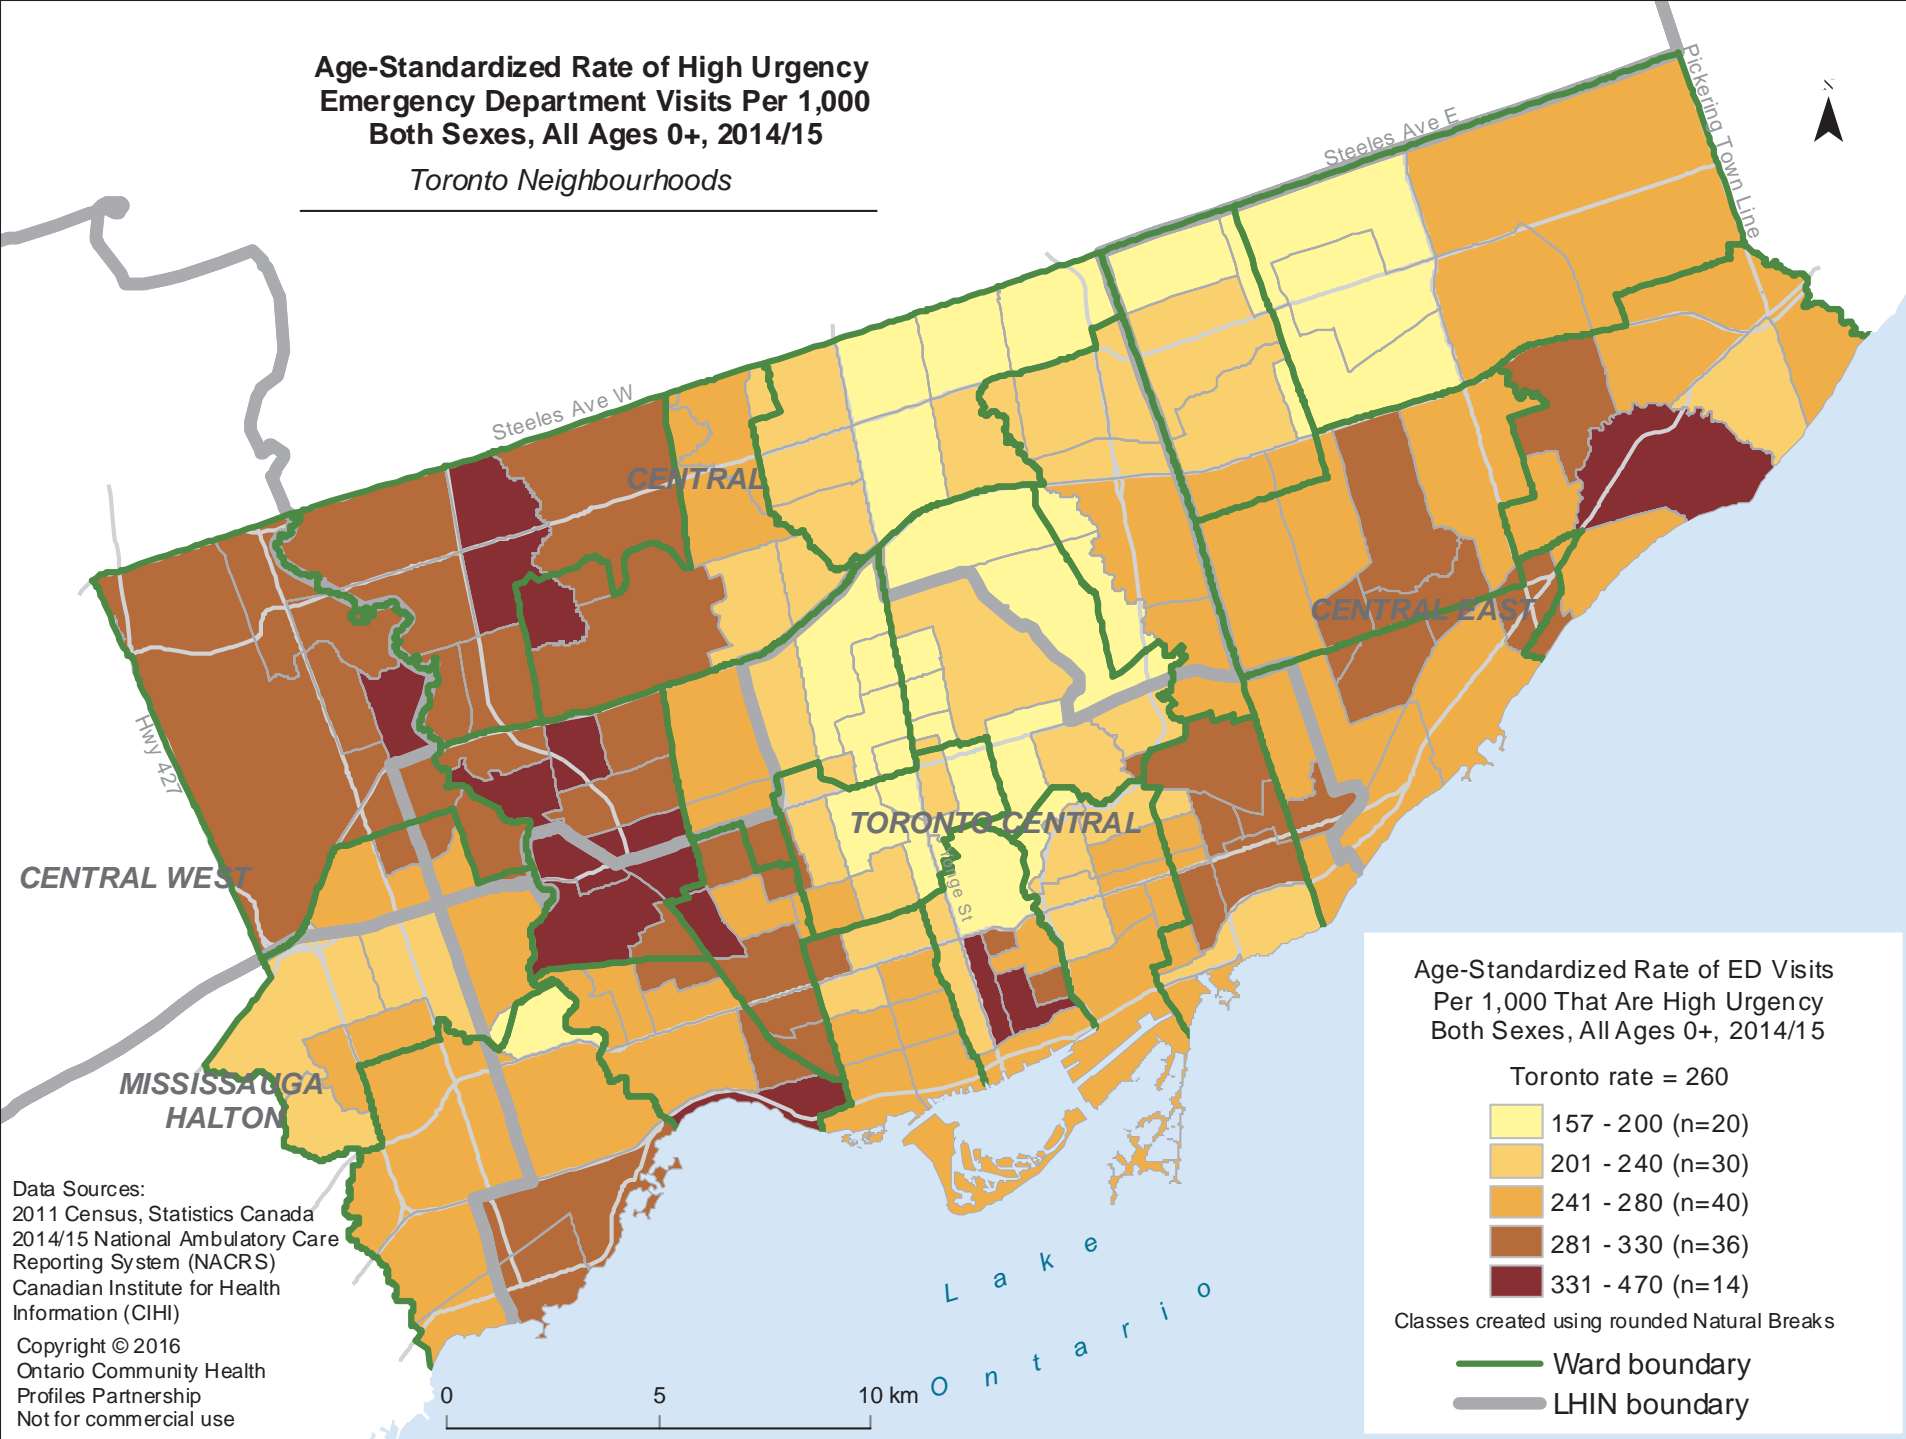 Age-Standardized Rate of High Urgency
Emergency Department Visits Per 1,000
Both Sexes, All Ages 0+, 2014/15
Toronto Neighbourhoods
N
Steeles Ave E
Pickering Town Line
Steeles Ave W
CENTRAL
CENTRAL EAST
Hwy 427
TORONTO CENTRAL
Yonge St
CENTRAL WEST
MISSISSAUGA
HALTON
Lake
Ontario
Age-Standardized Rate of ED Visits
Per 1,000 That Are High Urgency
Both Sexes, All Ages 0+, 2014/15
Toronto rate = 260
157 - 200 (n=20)
201 - 240 (n=30)
241 - 280 (n=40)
281 - 330 (n=36)
331 - 470 (n=14)
Classes created using rounded Natural Breaks
Ward boundary
LHIN boundary
Data Sources:
2011 Census, Statistics Canada
2014/15 National Ambulatory Care
Reporting System (NACRS)
Canadian Institute for Health
Information (CIHI)
Copyright © 2016
Ontario Community Health
Profiles Partnership
Not for commercial use
0 5 10 km